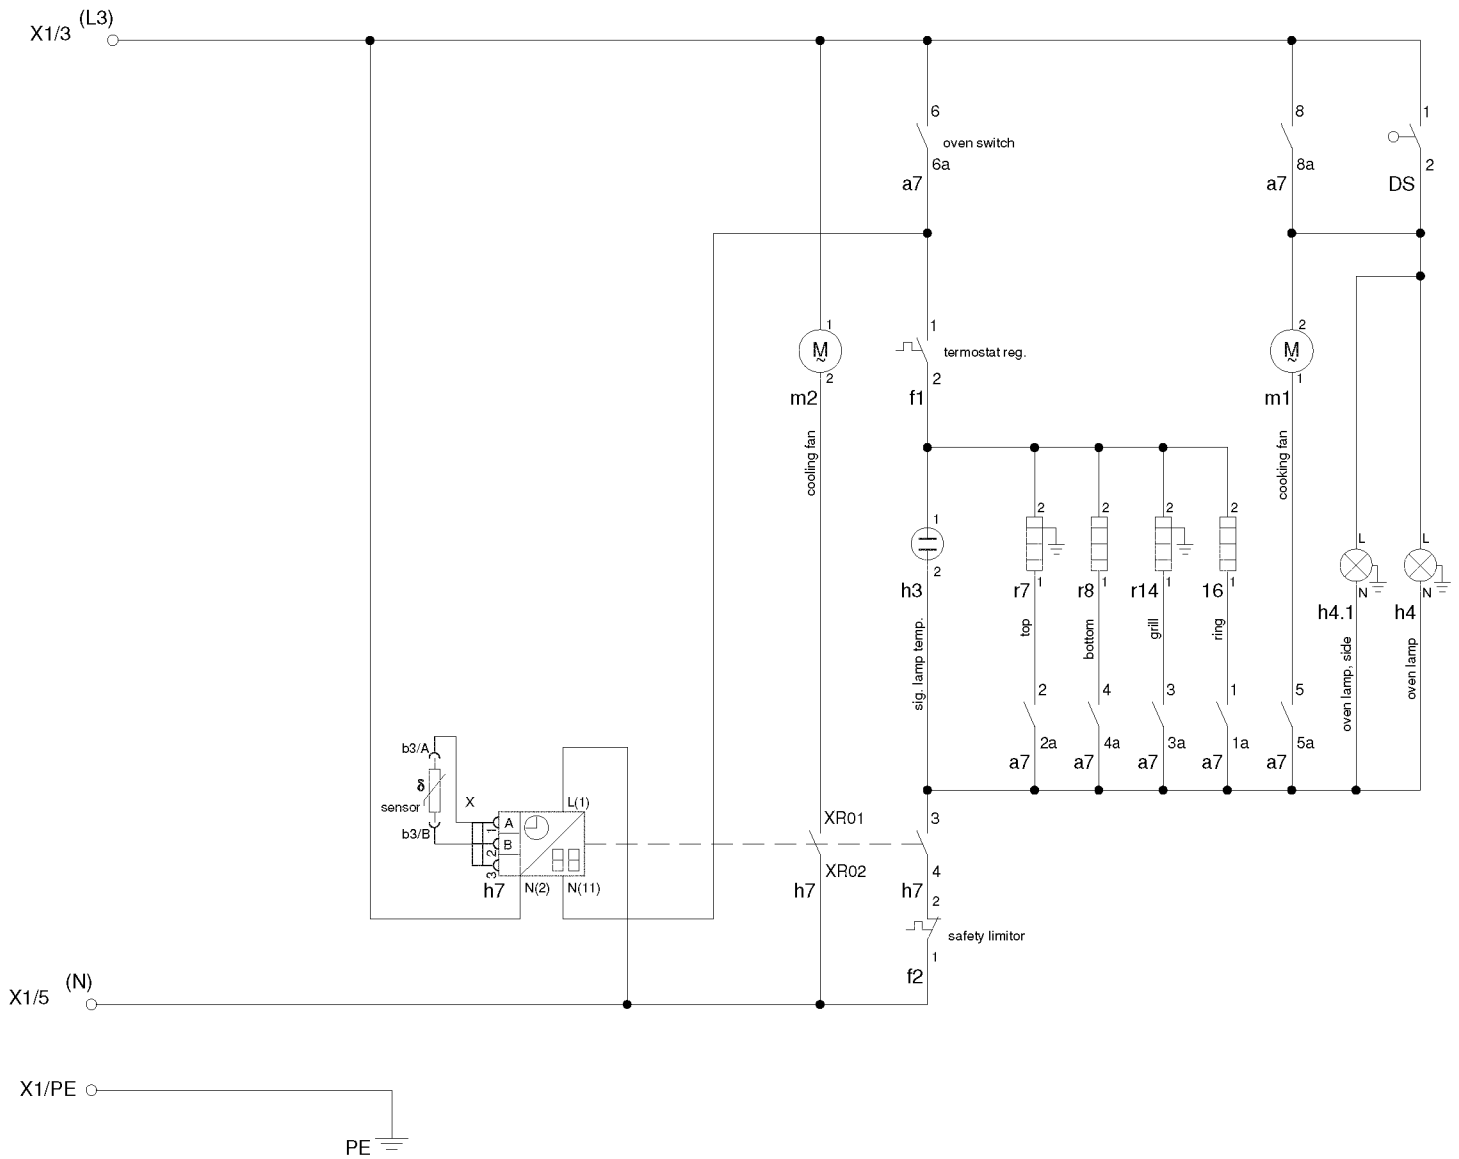 (L3)
X1/3
6
8
1
oven switch
6a
8a
2
a7
a7
DS
1
1
2
M
~
termostat reg.
M
~
2
2
1
m2
f1
m1
cooling fan
cooking fan
1
2
2
2
2
2
L
L
1
1
1
1
N
N
h3
r7
r8
r14
16
h4.1
h4
sig. lamp temp.
top
bottom
grill
ring
oven lamp, side
oven lamp
2
4
3
1
5
2a
4a
3a
1a
5a
a7
a7
a7
a7
a7
b3/A
δ
sensor
X
L(1)
b3/B
1
A
2
B
3
XR01
3
XR02
4
h7
N(2)
N(11)
h7
h7
2
safety limitor
1
f2
(N)
X1/5
X1/PE
PE